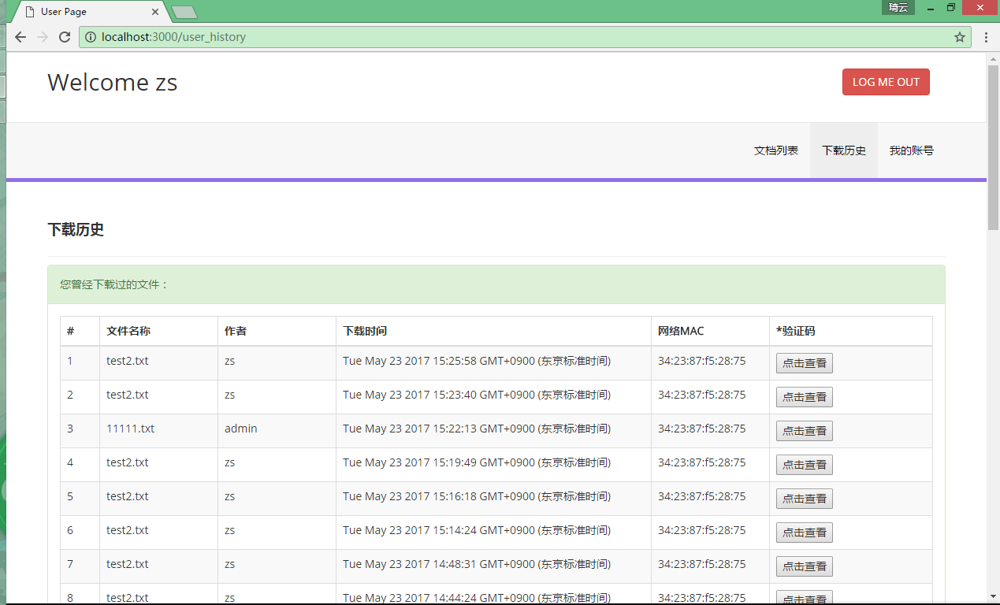 User Page
琦云
localhost:3000/user_history
Welcome zs
LOG ME OUT
文档列表 下载历史 我的账号
下载历史
您曾经下载过的文件：
# 文件名称 作者 下载时间 网络MAC *验证码
1 test2.txt zs Tue May 23 2017 15:25:58 GMT+0900 (东京标准时间) 34:23:87:f5:28:75 点击查看
2 test2.txt zs Tue May 23 2017 15:23:40 GMT+0900 (东京标准时间) 34:23:87:f5:28:75 点击查看
3 11111.txt admin Tue May 23 2017 15:22:13 GMT+0900 (东京标准时间) 34:23:87:f5:28:75 点击查看
4 test2.txt zs Tue May 23 2017 15:19:49 GMT+0900 (东京标准时间) 34:23:87:f5:28:75 点击查看
5 test2.txt zs Tue May 23 2017 15:16:18 GMT+0900 (东京标准时间) 34:23:87:f5:28:75 点击查看
6 test2.txt zs Tue May 23 2017 15:14:24 GMT+0900 (东京标准时间) 34:23:87:f5:28:75 点击查看
7 test2.txt zs Tue May 23 2017 14:48:31 GMT+0900 (东京标准时间) 34:23:87:f5:28:75 点击查看
8 test2.txt zs Tue May 23 2017 14:44:24 GMT+0900 (东京标准时间) 34:23:87:f5:28:75 点击查看